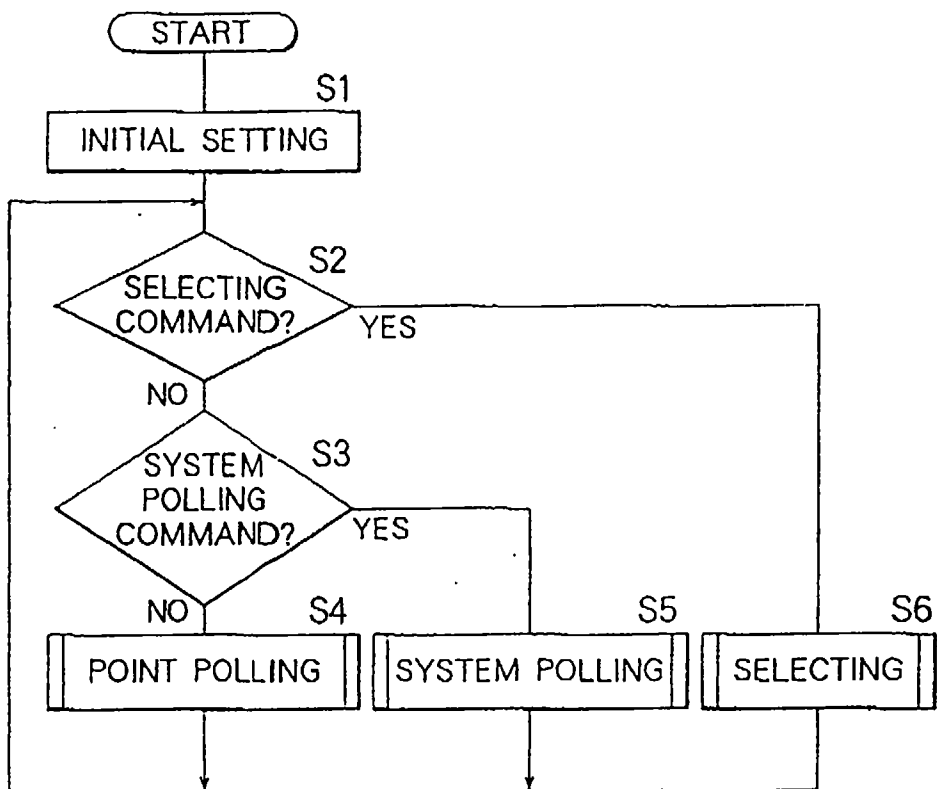 START
S1
INITIAL SETTING
S2
SELECTING
COMMAND?
YES
NO
S3
SYSTEM
POLLING
COMMAND?
YES
NO
S4
S5
S6
POINT POLLING
SYSTEM POLLING
SELECTING